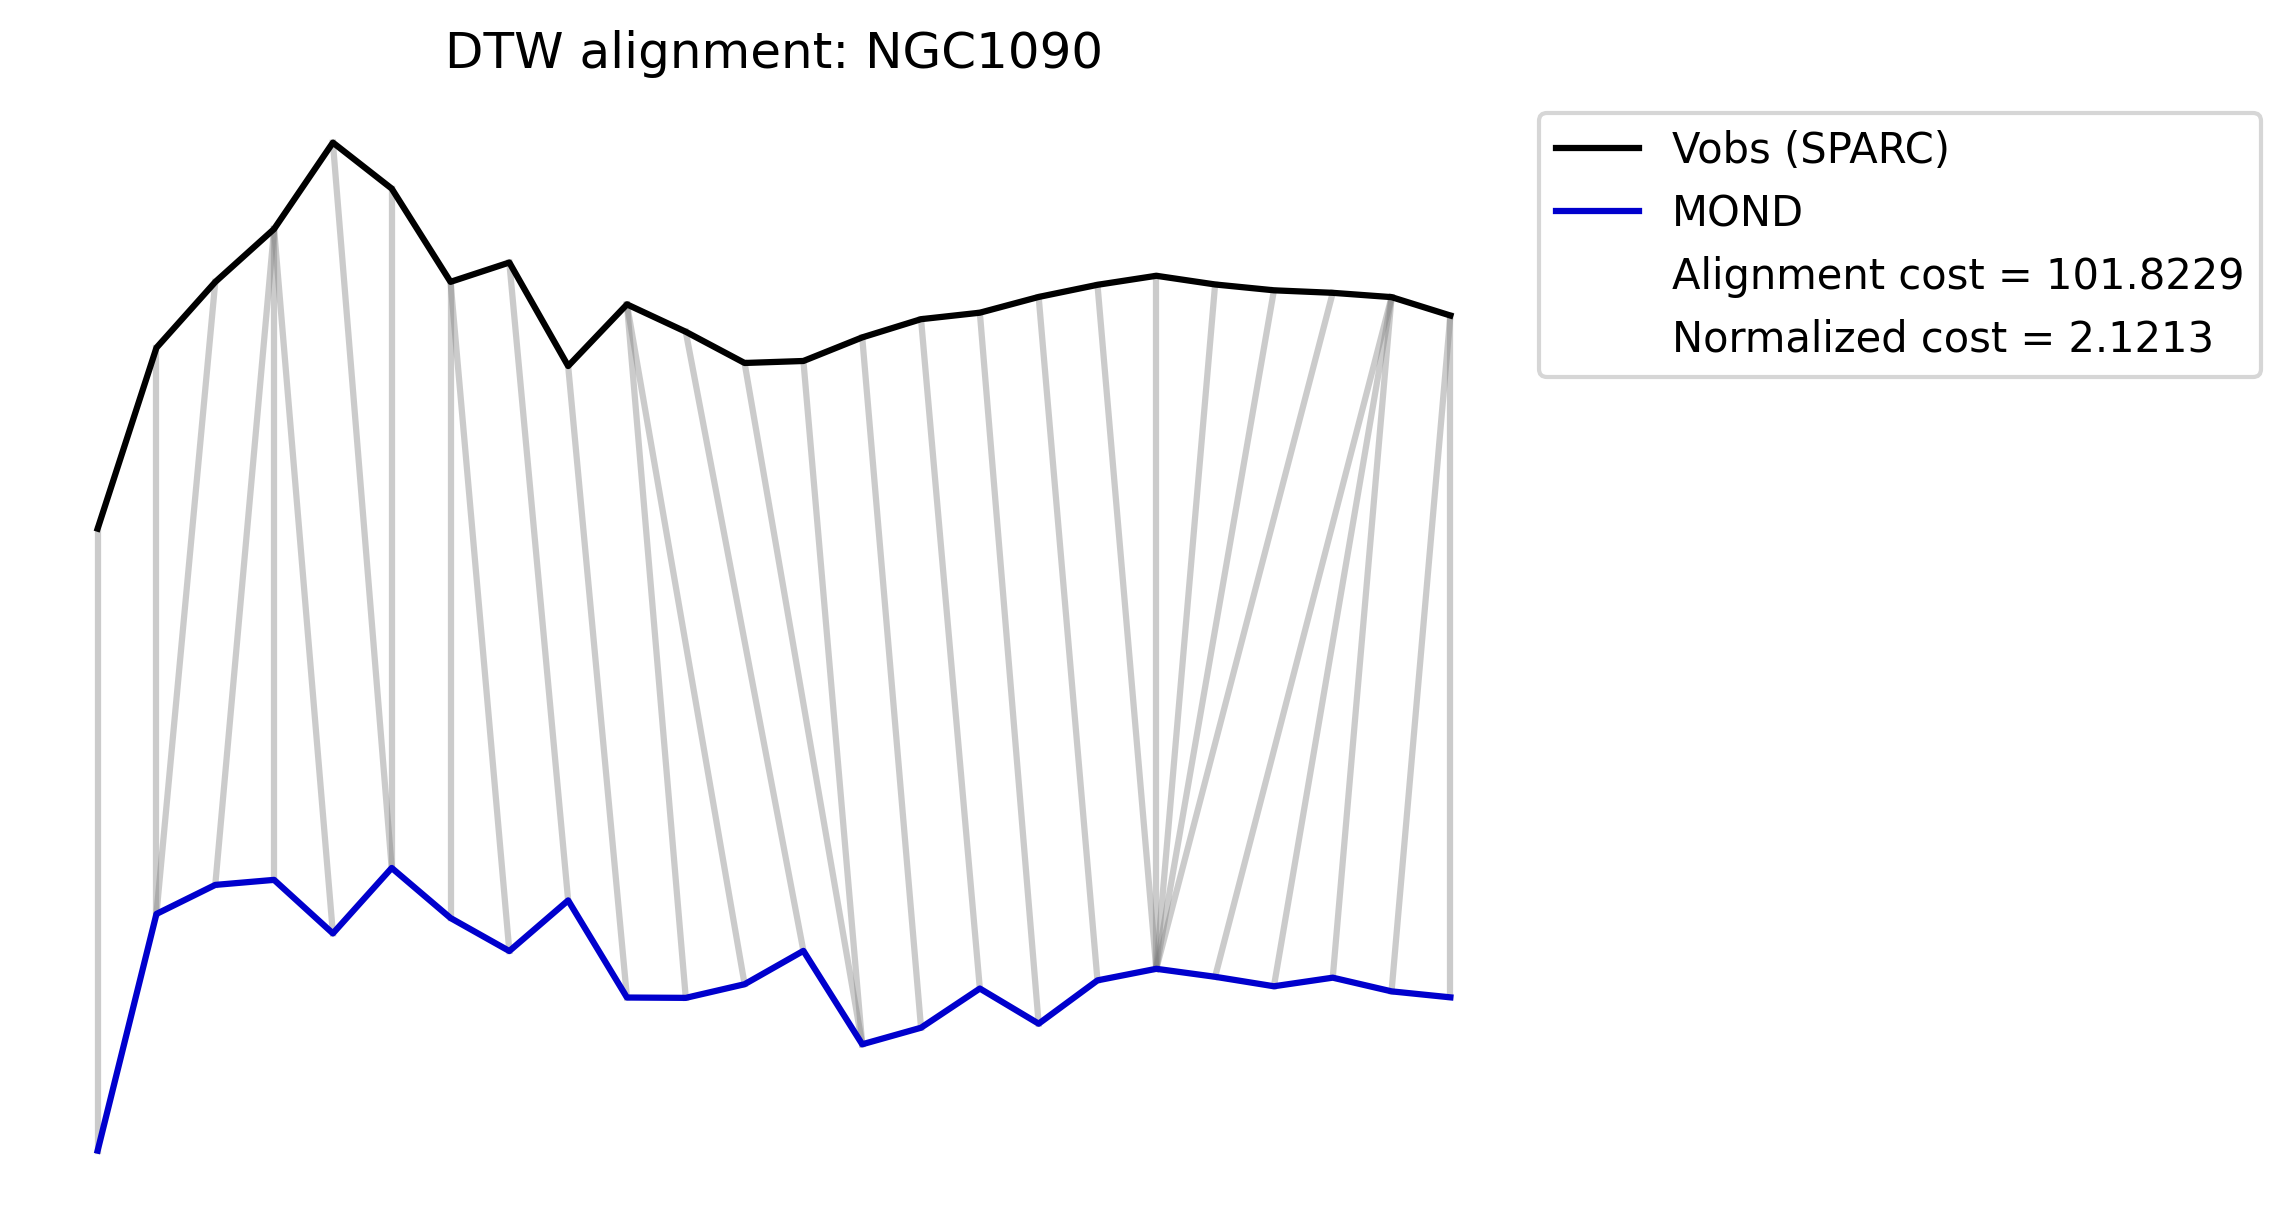 DTW alignment: NGC1090
Vobs (SPARC)
MOND
Alignment cost = 101.8229
Normalized cost = 2.1213